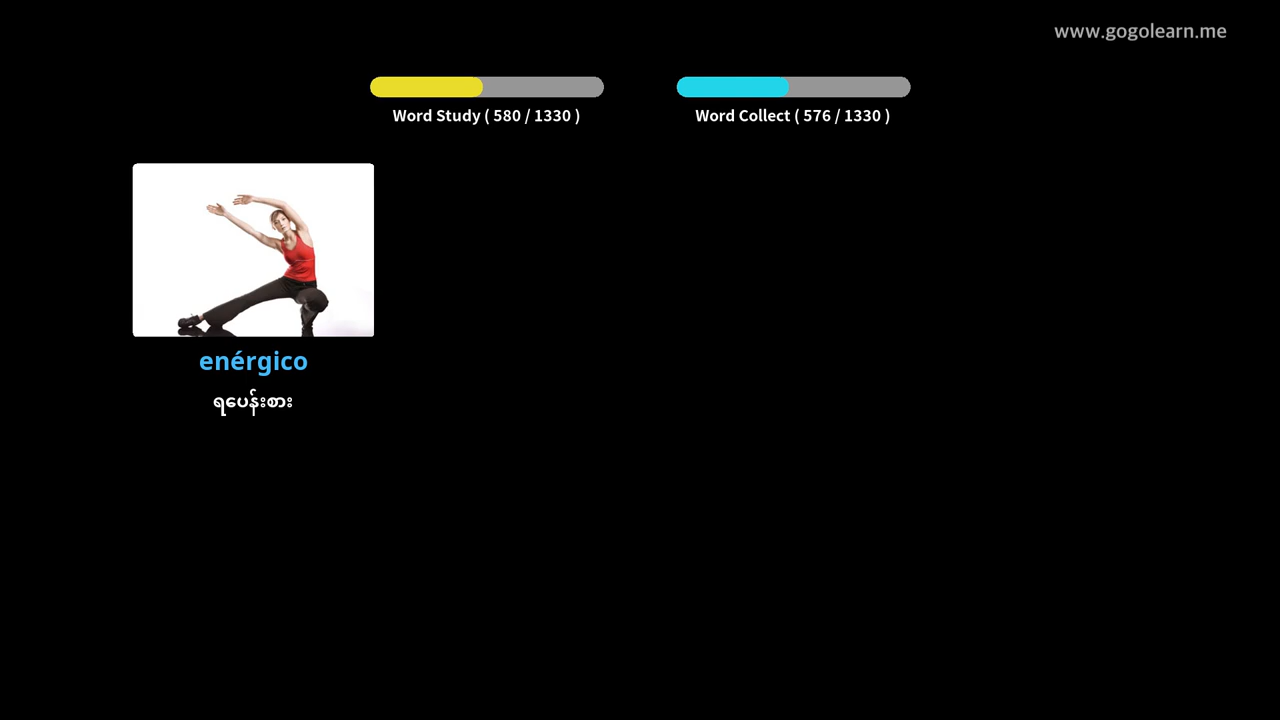 www.gogolearn.me
Word Study ( 580 / 1330 )
Word Collect ( 576 / 1330 )
enérgico
ရပေန်းစား